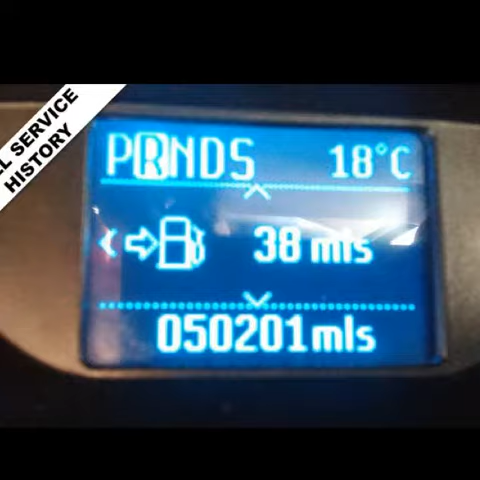 L SERVICE
HISTORY
PRNDS 18°C
38 mls
050201mls